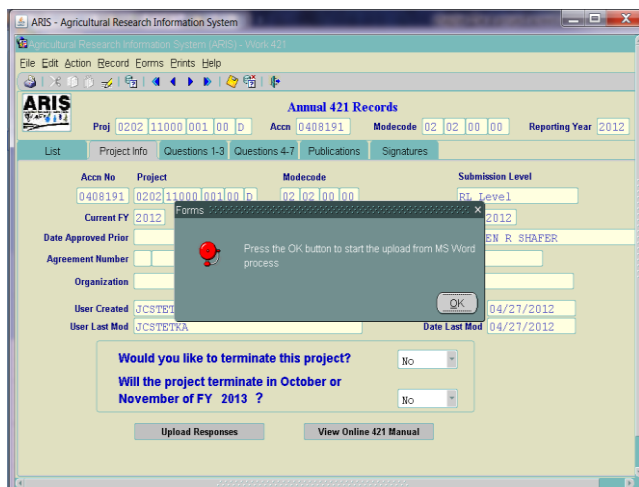 ARIS - Agricultural Research Information System
Agricultural Research Information System (ARIS) - Work 421
File Edit Action Record Forms Prints Help
ARIS
Annual 421 Records
Proj 0202 11000 001 00 D Accn 0408191 Modecode 02 02 00 00 Reporting Year 2012
List Project Info Questions 1-3 Questions 4-7 Publications Signatures
Accn No Project Modecode Submission Level
0408191 0202 11000 001 00 D 02 02 00 00 RL Level
Current FY 2012 2012
Forms
Date Approved Prior EN R SHAFER
Press the OK button to start the upload from MS Word
process
Agreement Number
Organization
OK
User Created JCSTETKA 04/27/2012
User Last Mod JCSTETKA Date Last Mod 04/27/2012
Would you like to terminate this project? No
Will the project terminate in October or
November of FY 2013 ? No
Upload Responses View Online 421 Manual